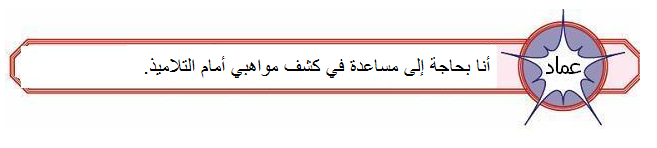 عماد
أنا بحاجة إلى مساعدة في كشف مواهبي أمام التلاميذ.